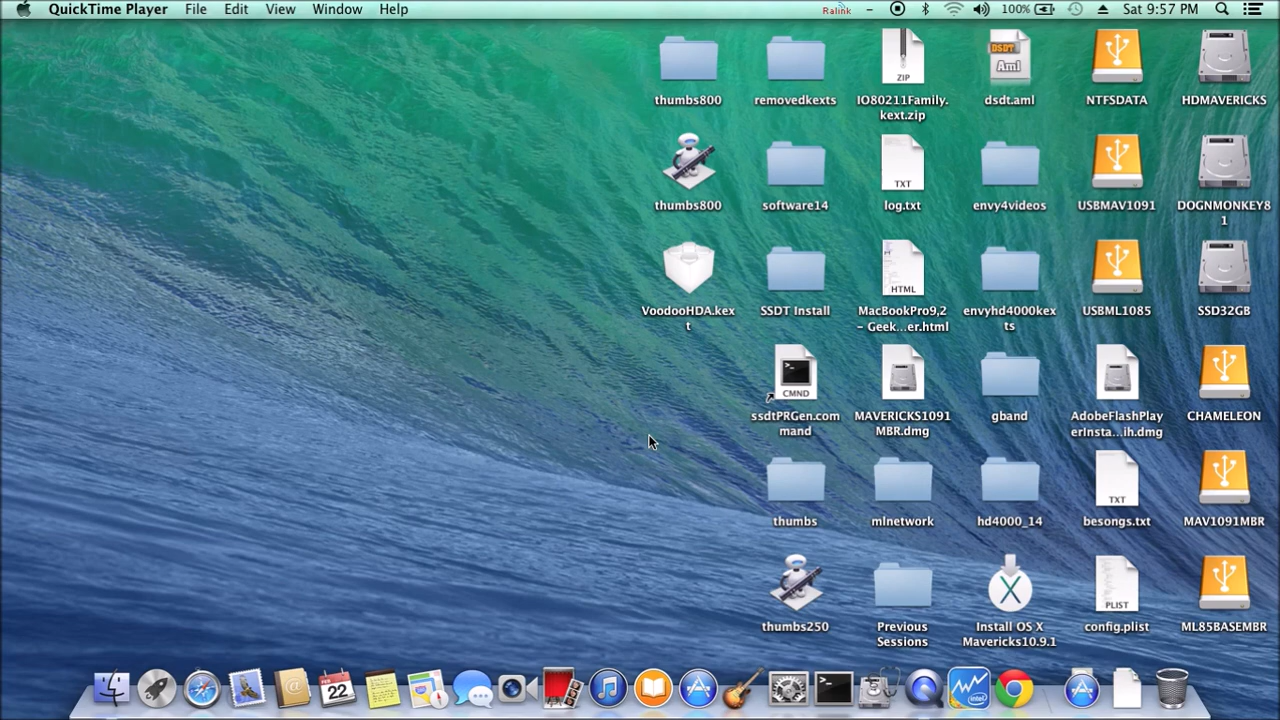 QuickTime Player File Edit View Window Help Ralink 100% Sat 9:57 PM
thumbs800 removedkexts IO80211Family. dsdt.aml NTFSDATA HDMAVERICKS
kext.zip
ZIP
DSDT
Aml
thumbs800 software14 log.txt envy4videos USBMAV1091 DOGNMONKEY8
1
TXT
VoodooHDA.kex SSDT Install MacBookPro9,2 envyhd4000kex USBML1085 SSD32GB
t – Geek...er.html ts
HTML
ssdtPRGen.com MAVERICKS1091 gband AdobeFlashPlay CHAMELEON
mand MBR.dmg erInsta...ih.dmg
CMND
thumbs mlnetwork hd4000_14 besongs.txt MAV1091MBR
TXT
thumbs250 Previous Install OS X config.plist ML85BASEMBR
Sessions Mavericks10.9.1
PLIST
FEB
22
intel